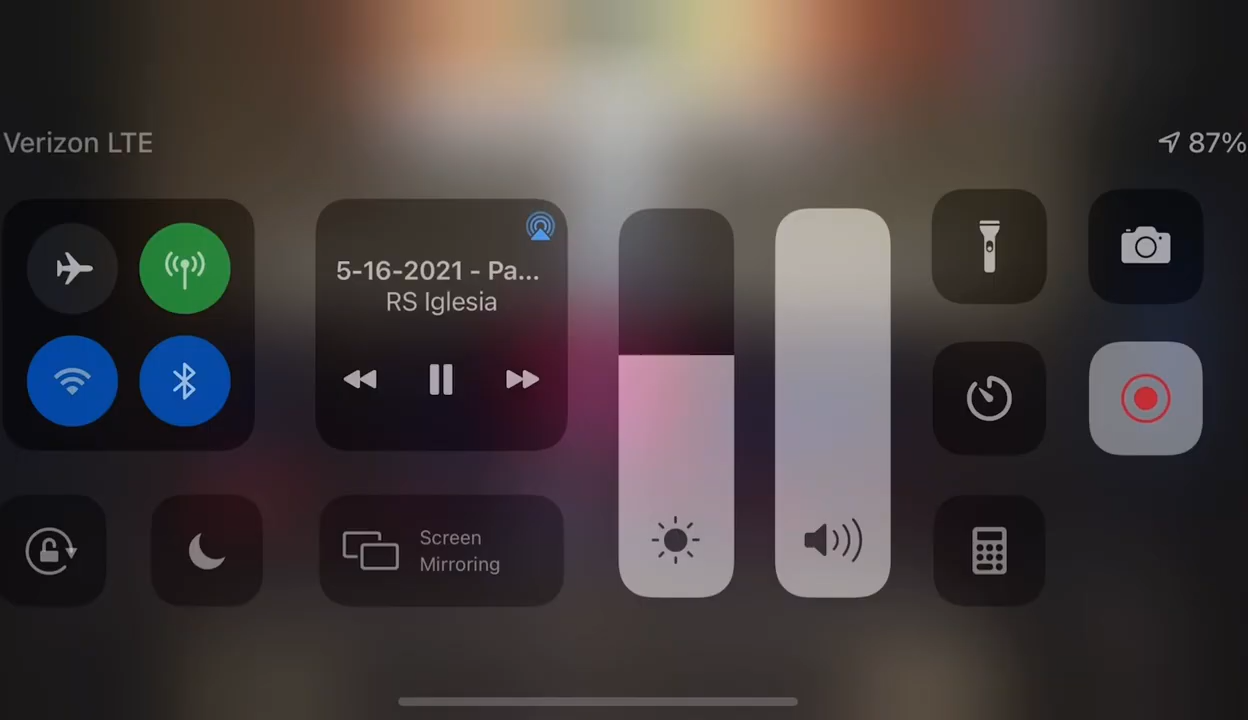 Verizon LTE
87%
5-16-2021 - Pa...
RS Iglesia
Screen
Mirroring